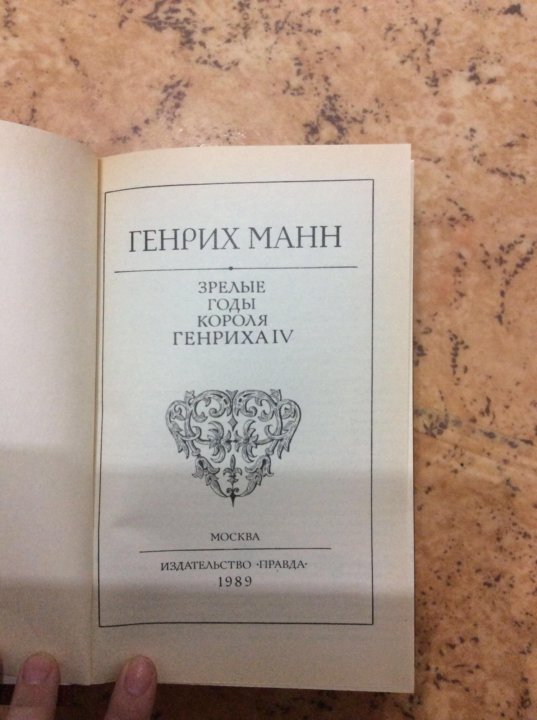 ГЕНРИХ МАНН
ЗРЕЛЫЕ
ГОДЫ
КОРОЛЯ
ГЕНРИХА IV
МОСКВА
ИЗДАТЕЛЬСТВО «ПРАВДА»
1989